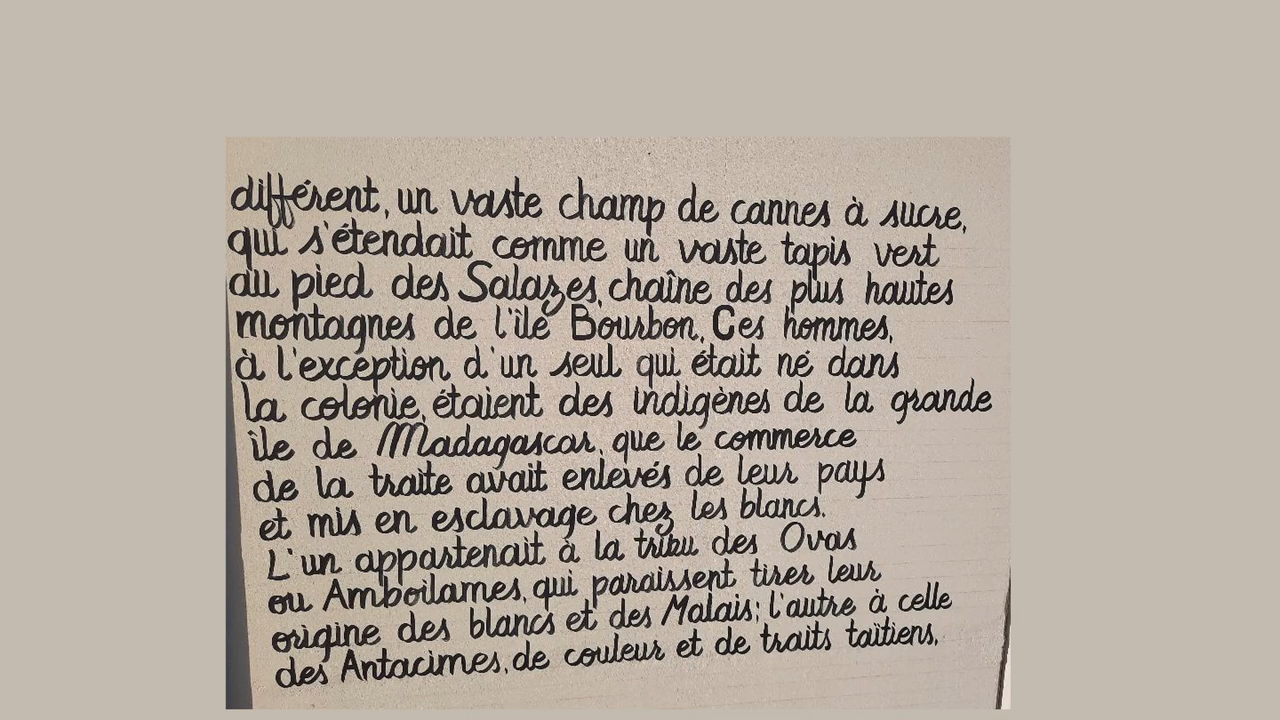 différent, un vaste champ de cannes à sucre,
qui s'étendait comme un vaste tapis vert
au pied des Salazes, chaîne des plus hautes
montagnes de l'île Bourbon. Ces hommes,
à l'exception d'un seul qui était né dans
la colonie, étaient des indigènes de la grande
île de Madagascar, que le commerce
de la traite avait enlevés de leur pays
et mis en esclavage chez les blancs.
L'un appartenait à la tribu des Ovas
ou Amboilames, qui paraissent tirer leur
origine des blancs et des Malais; l'autre à celle
des Antacimes, de couleur et de traits taïtiens,